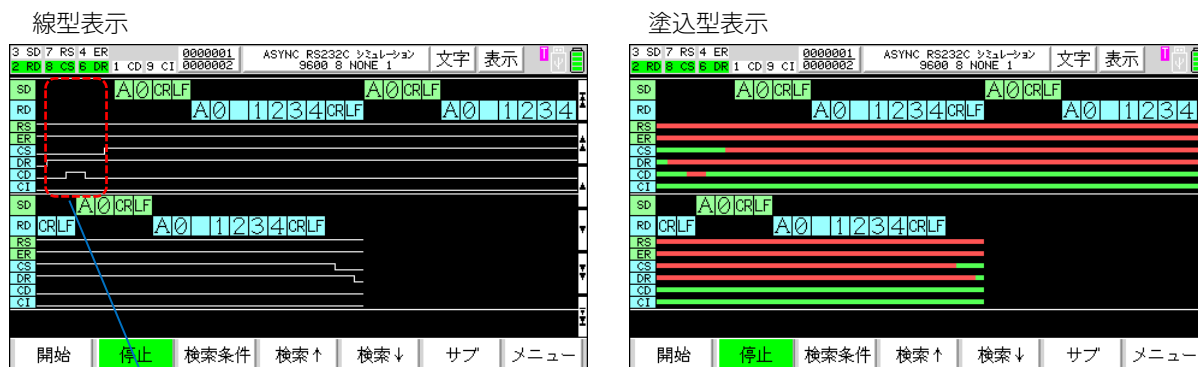 線型表示
3 SD 7 RS 4 ER
2 RD 8 CS 6 DR 1 CD 9 CI
0000001
0000002
ASYNC RS232C シミュレーション
9600 8 NONE 1
文字 表示
T
SD A0CRLF A0CRLF
RD A0 1234CRLF A0 1234
RS
ER
CS
DR
CD
CI
SD A0CRLF
RD CRLF A0 1234CRLF
RS
ER
CS
DR
CD
CI
開始 停止 検索条件 検索↑ 検索↓ サブ メニュー
塗込型表示
3 SD 7 RS 4 ER
2 RD 8 CS 6 DR 1 CD 9 CI
0000001
0000002
ASYNC RS232C シミュレーション
9600 8 NONE 1
文字 表示
T
SD A0CRLF A0CRLF
RD A0 1234CRLF A0 1234
RS
ER
CS
DR
CD
CI
SD A0CRLF
RD CRLF A0 1234CRLF
RS
ER
CS
DR
CD
CI
開始 停止 検索条件 検索↑ 検索↓ サブ メニュー